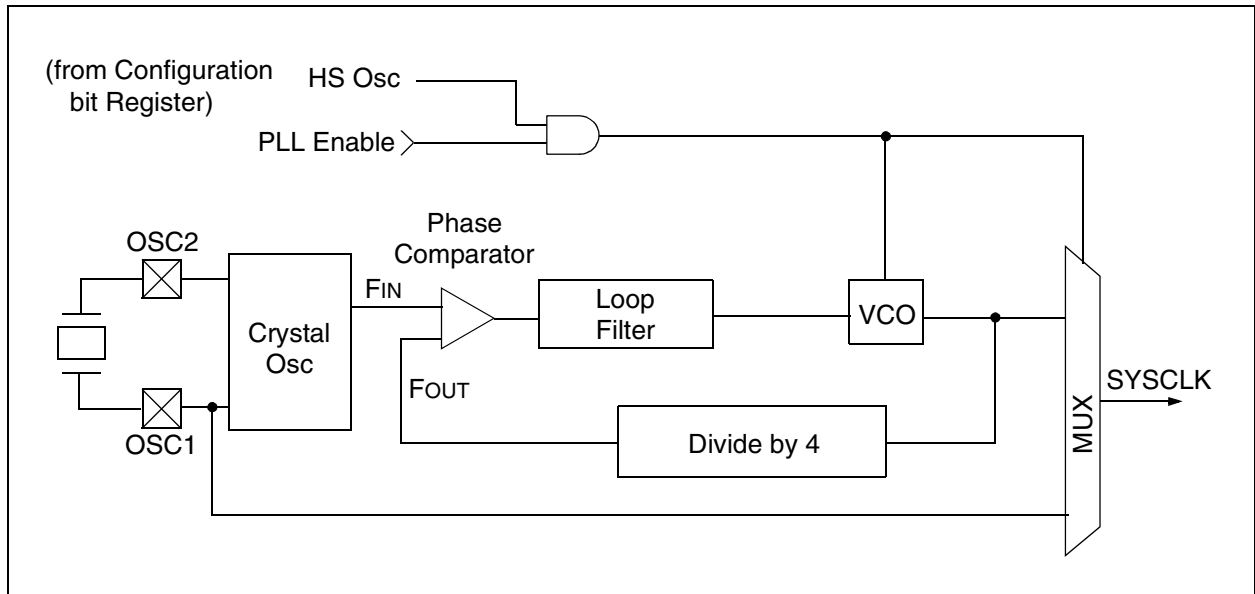 (from Configuration
bit Register)
HS Osc
PLL Enable
Phase
Comparator
OSC2
FIN
Crystal
Osc
Loop
Filter
VCO
FOUT
SYSCLK
MUX
OSC1
Divide by 4